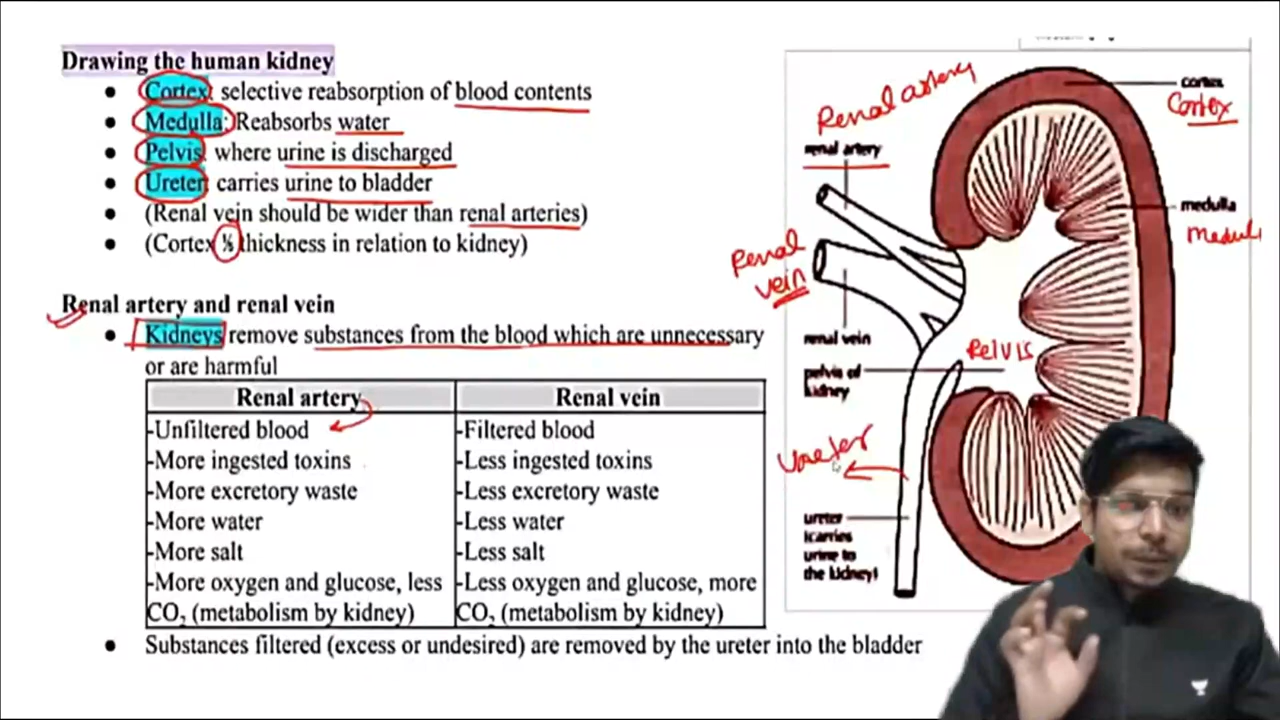 Drawing the human kidney
● Cortex: selective reabsorption of blood contents
● Medulla: Reabsorbs water
● Pelvis: where urine is discharged
● Ureter: carries urine to bladder
● (Renal vein should be wider than renal arteries)
● (Cortex ⅕ thickness in relation to kidney)
Renal artery and renal vein
● Kidneys remove substances from the blood which are unnecessary
or are harmful
Renal artery Renal vein
-Unfiltered blood -Filtered blood
-More ingested toxins -Less ingested toxins
-More excretory waste -Less excretory waste
-More water -Less water
-More salt -Less salt
-More oxygen and glucose, less -Less oxygen and glucose, more
CO₂ (metabolism by kidney) CO₂ (metabolism by kidney)
● Substances filtered (excess or undesired) are removed by the ureter into the bladder
Renal artery
renal artery
Renal
vein
renal vein
pelvis of
kidney
Pelvis
Ureter
ureter
(carries
urine to
the kidney)
cortex
Cortex
medulla
Medul